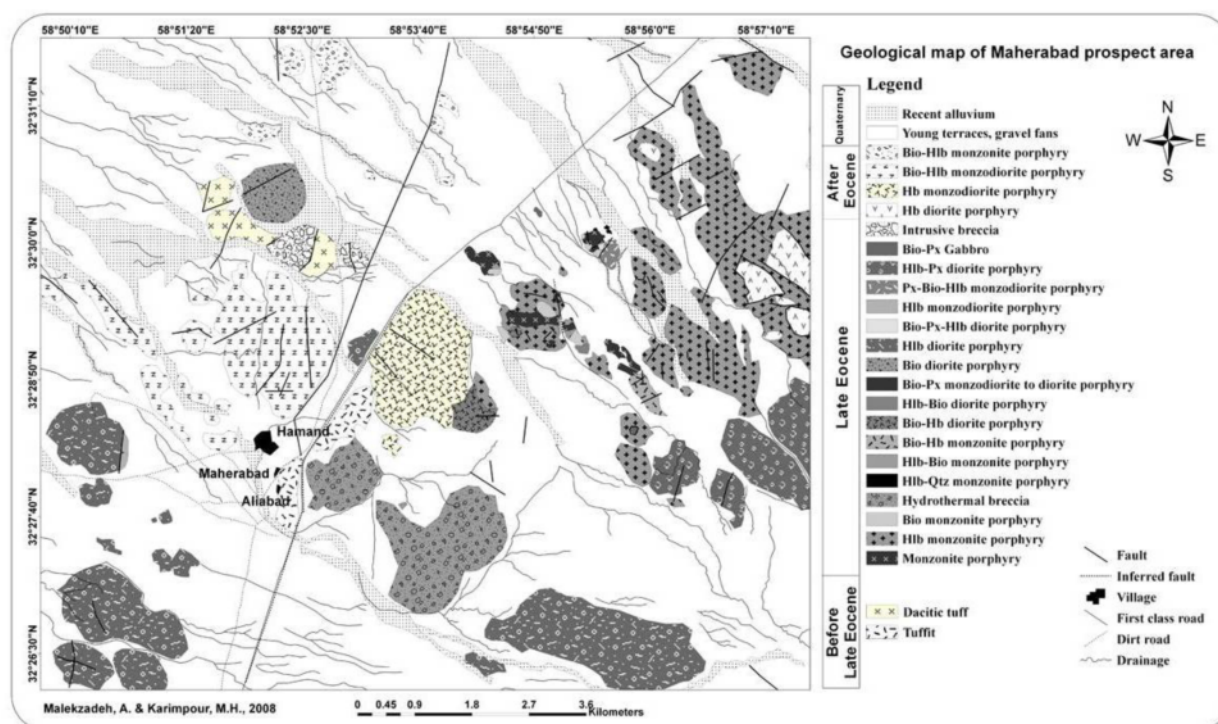 58°50'10"E 58°51'20"E 58°52'30"E 58°53'40"E 58°54'50"E 58°56'0"E 58°57'10"E
32°31'10"N
32°30'0"N
32°28'50"N
32°27'40"N
32°26'30"N
Hamand
Maherabad
Aliabad
Geological map of Maherabad prospect area
Legend
Quaternary
Recent alluvium
Young terraces, gravel fans
After Eocene
Bio-Hlb monzonite porphyry
Bio-Hlb monzodiorite porphyry
Hb monzodiorite porphyry
Hb diorite porphyry
Late Eocene
Intrusive breccia
Bio-Px Gabbro
Hlb-Px diorite porphyry
Px-Bio-Hlb monzodiorite porphyry
Hlb monzodiorite porphyry
Bio-Px-Hlb diorite porphyry
Hlb diorite porphyry
Bio diorite porphyry
Bio-Px monzodiorite to diorite porphyry
Hlb-Bio diorite porphyry
Bio-Hb diorite porphyry
Bio-Hb monzonite porphyry
Hlb-Bio monzonite porphyry
Hlb-Qtz monzonite porphyry
Hydrothermal breccia
Bio monzonite porphyry
Hlb monzonite porphyry
Monzonite porphyry
Before
Late Eocene
Dacitic tuff
Tuffit
N
W E
S
Fault
Inferred fault
Village
First class road
Dirt road
Drainage
Malekzadeh, A. & Karimpour, M.H., 2008
0 0.45 0.9 1.8 2.7 3.6
Kilometers